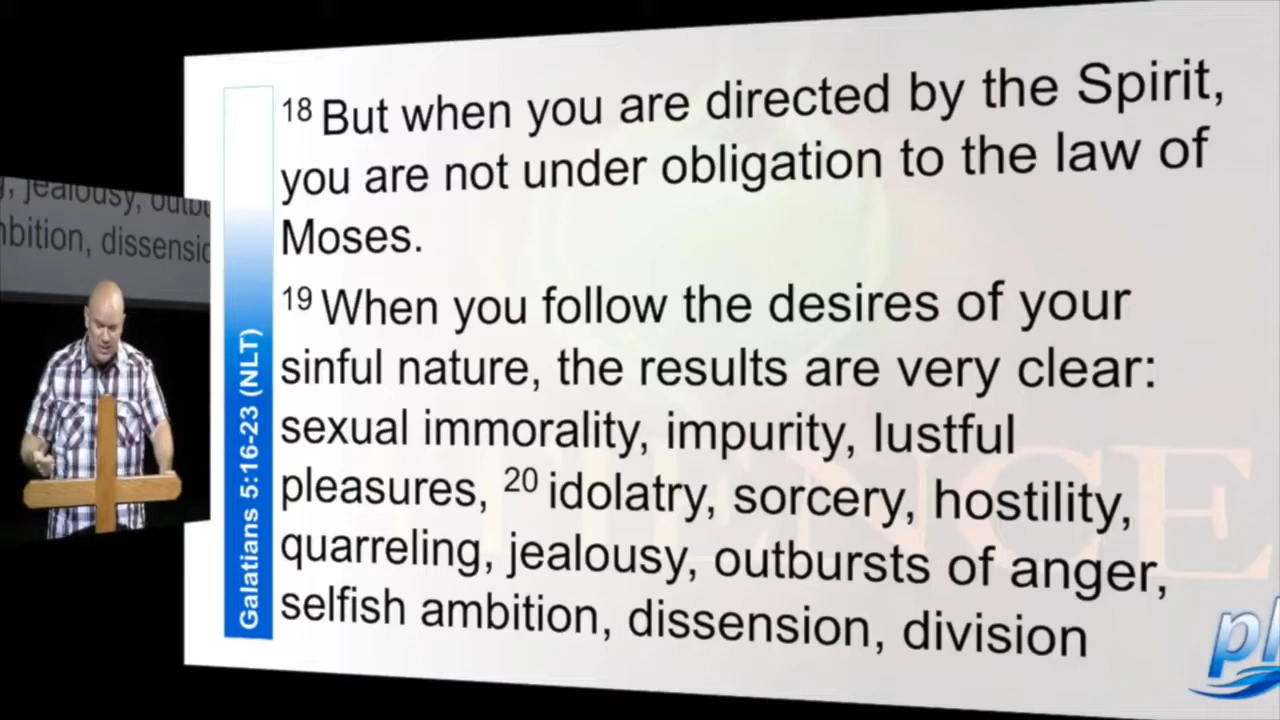 18 But when you are directed by the Spirit,
you are not under obligation to the law of
Moses.
19 When you follow the desires of your
sinful nature, the results are very clear:
sexual immorality, impurity, lustful
pleasures, 20 idolatry, sorcery, hostility,
quarreling, jealousy, outbursts of anger,
selfish ambition, dissension, division
Galatians 5:16-23 (NLT)
jealousy,